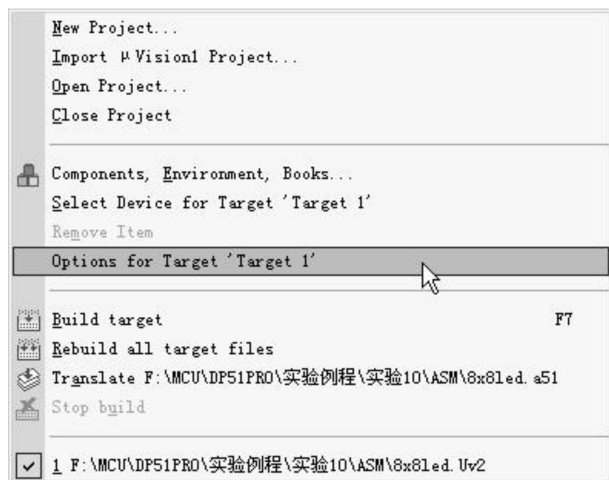 New Project...
Import μVision1 Project...
Open Project...
Close Project
Components, Environment, Books...
Select Device for Target 'Target 1'
Remove Item
Options for Target 'Target 1'
Build target F7
Rebuild all target files
Translate F:\MCU\DP51PRO\实验例程\实验10\ASM\8x8led.a51
Stop build
1 F:\MCU\DP51PRO\实验例程\实验10\ASM\8x8led.Uv2